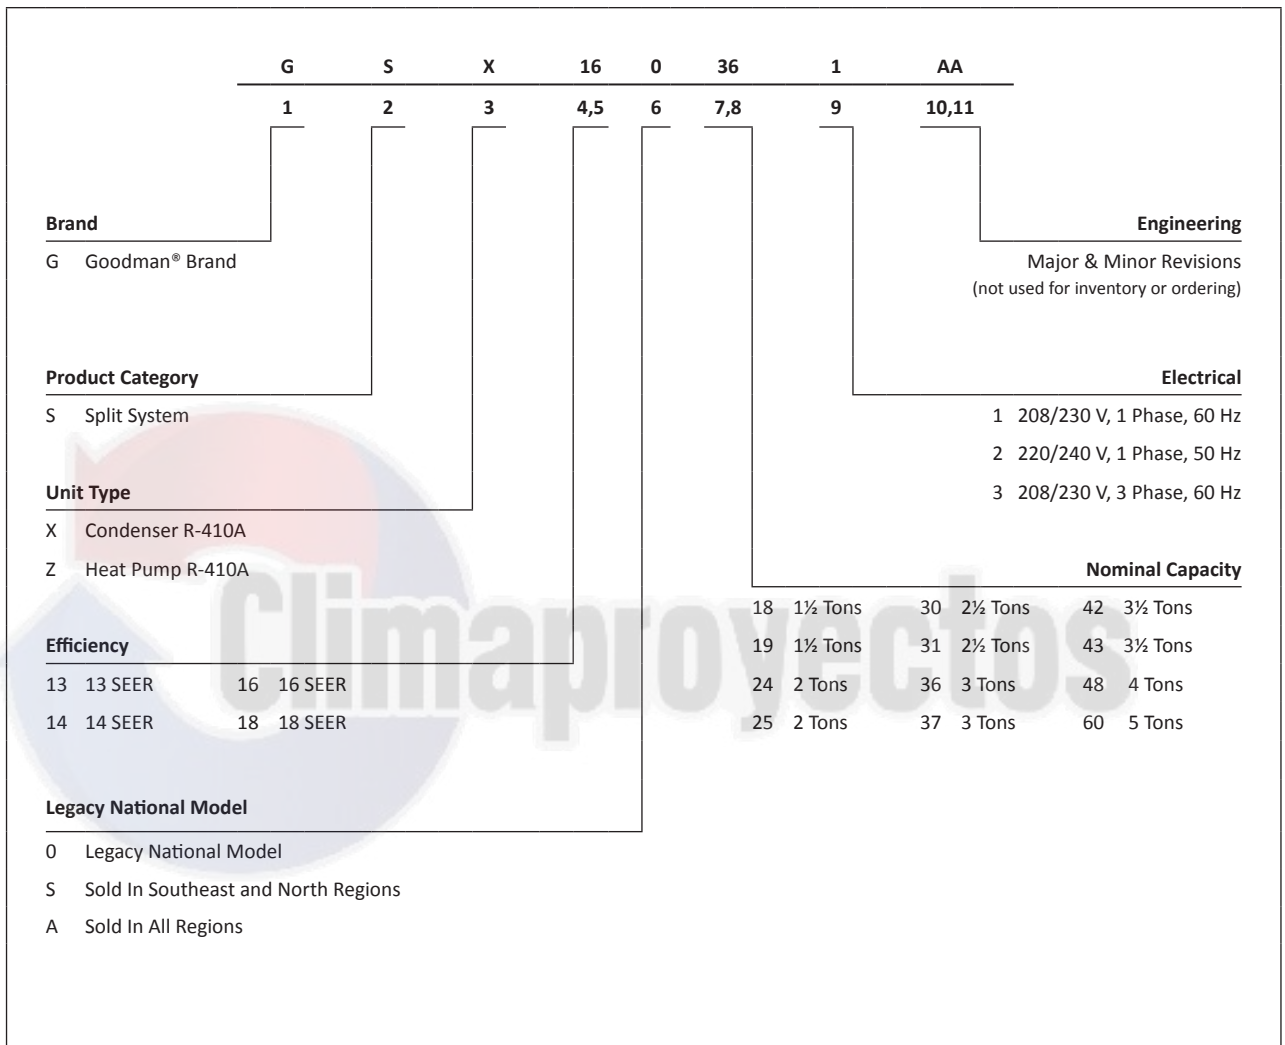 G S X 16 0 36 1 AA
1 2 3 4,5 6 7,8 9 10,11
Brand
G Goodman® Brand
Engineering
Major & Minor Revisions
(not used for inventory or ordering)
Product Category
S Split System
Electrical
1 208/230 V, 1 Phase, 60 Hz
2 220/240 V, 1 Phase, 50 Hz
3 208/230 V, 3 Phase, 60 Hz
Unit Type
X Condenser R-410A
Z Heat Pump R-410A
Nominal Capacity
18 1½ Tons 30 2½ Tons 42 3½ Tons
19 1½ Tons 31 2½ Tons 43 3½ Tons
24 2 Tons 36 3 Tons 48 4 Tons
25 2 Tons 37 3 Tons 60 5 Tons
Efficiency
13 13 SEER 16 16 SEER
14 14 SEER 18 18 SEER
Legacy National Model
0 Legacy National Model
S Sold In Southeast and North Regions
A Sold In All Regions
Climaproyectos